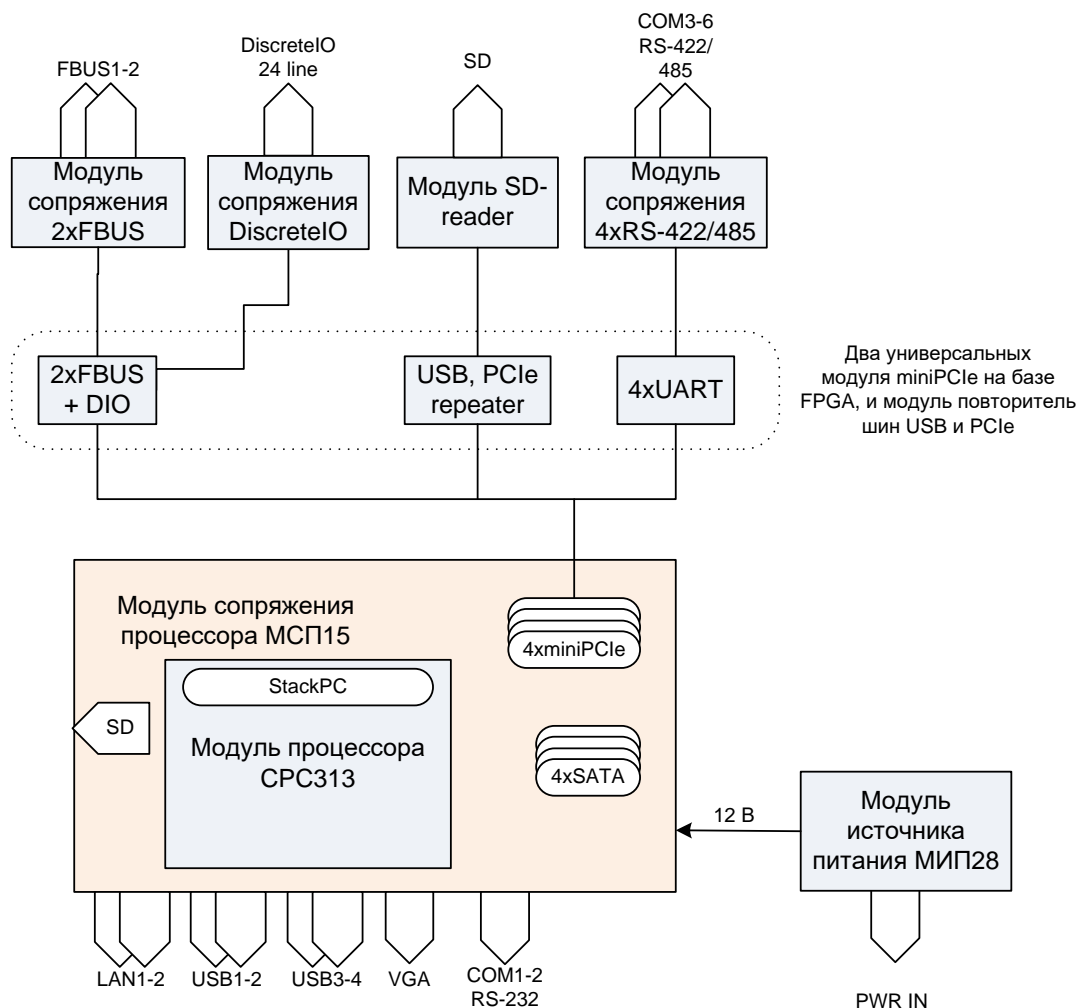 FBUS1-2
DiscreteIO
24 line
SD
COM3-6
RS-422/
485
Модуль
сопряжения
2xFBUS
Модуль
сопряжения
DiscreteIO
Модуль SD-
reader
Модуль
сопряжения
4xRS-422/485
2xFBUS
+ DIO
USB, PCIe
repeater
4xUART
Два универсальных
модуля miniPCIe на базе
FPGA, и модуль повторитель
шин USB и PCIe
Модуль сопряжения
процессора МСП15
4xminiPCIe
StackPC
SD
Модуль процессора
CPC313
4xSATA
12 В
Модуль
источника
питания МИП28
LAN1-2
USB1-2
USB3-4
VGA
COM1-2
RS-232
PWR IN